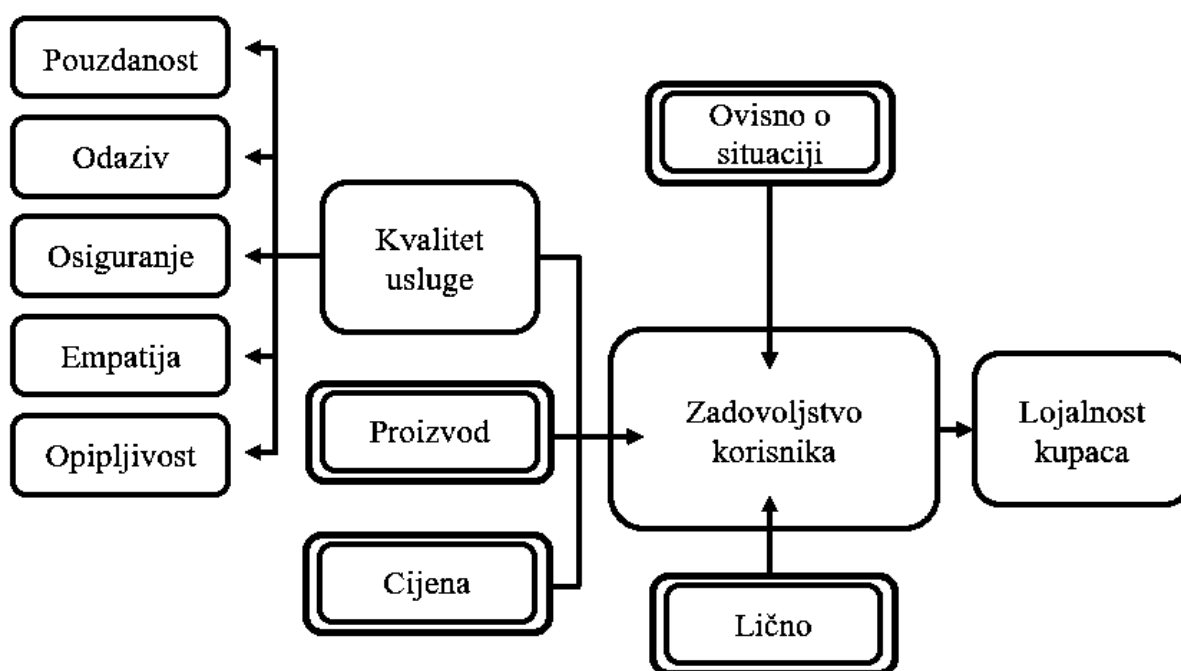 Pouzdanost
Odaziv
Osiguranje
Empatija
Opipljivost
Kvalitet
usluge
Proizvod
Cijena
Ovisno o
situaciji
Zadovoljstvo
korisnika
Lično
Lojalnost
kupaca